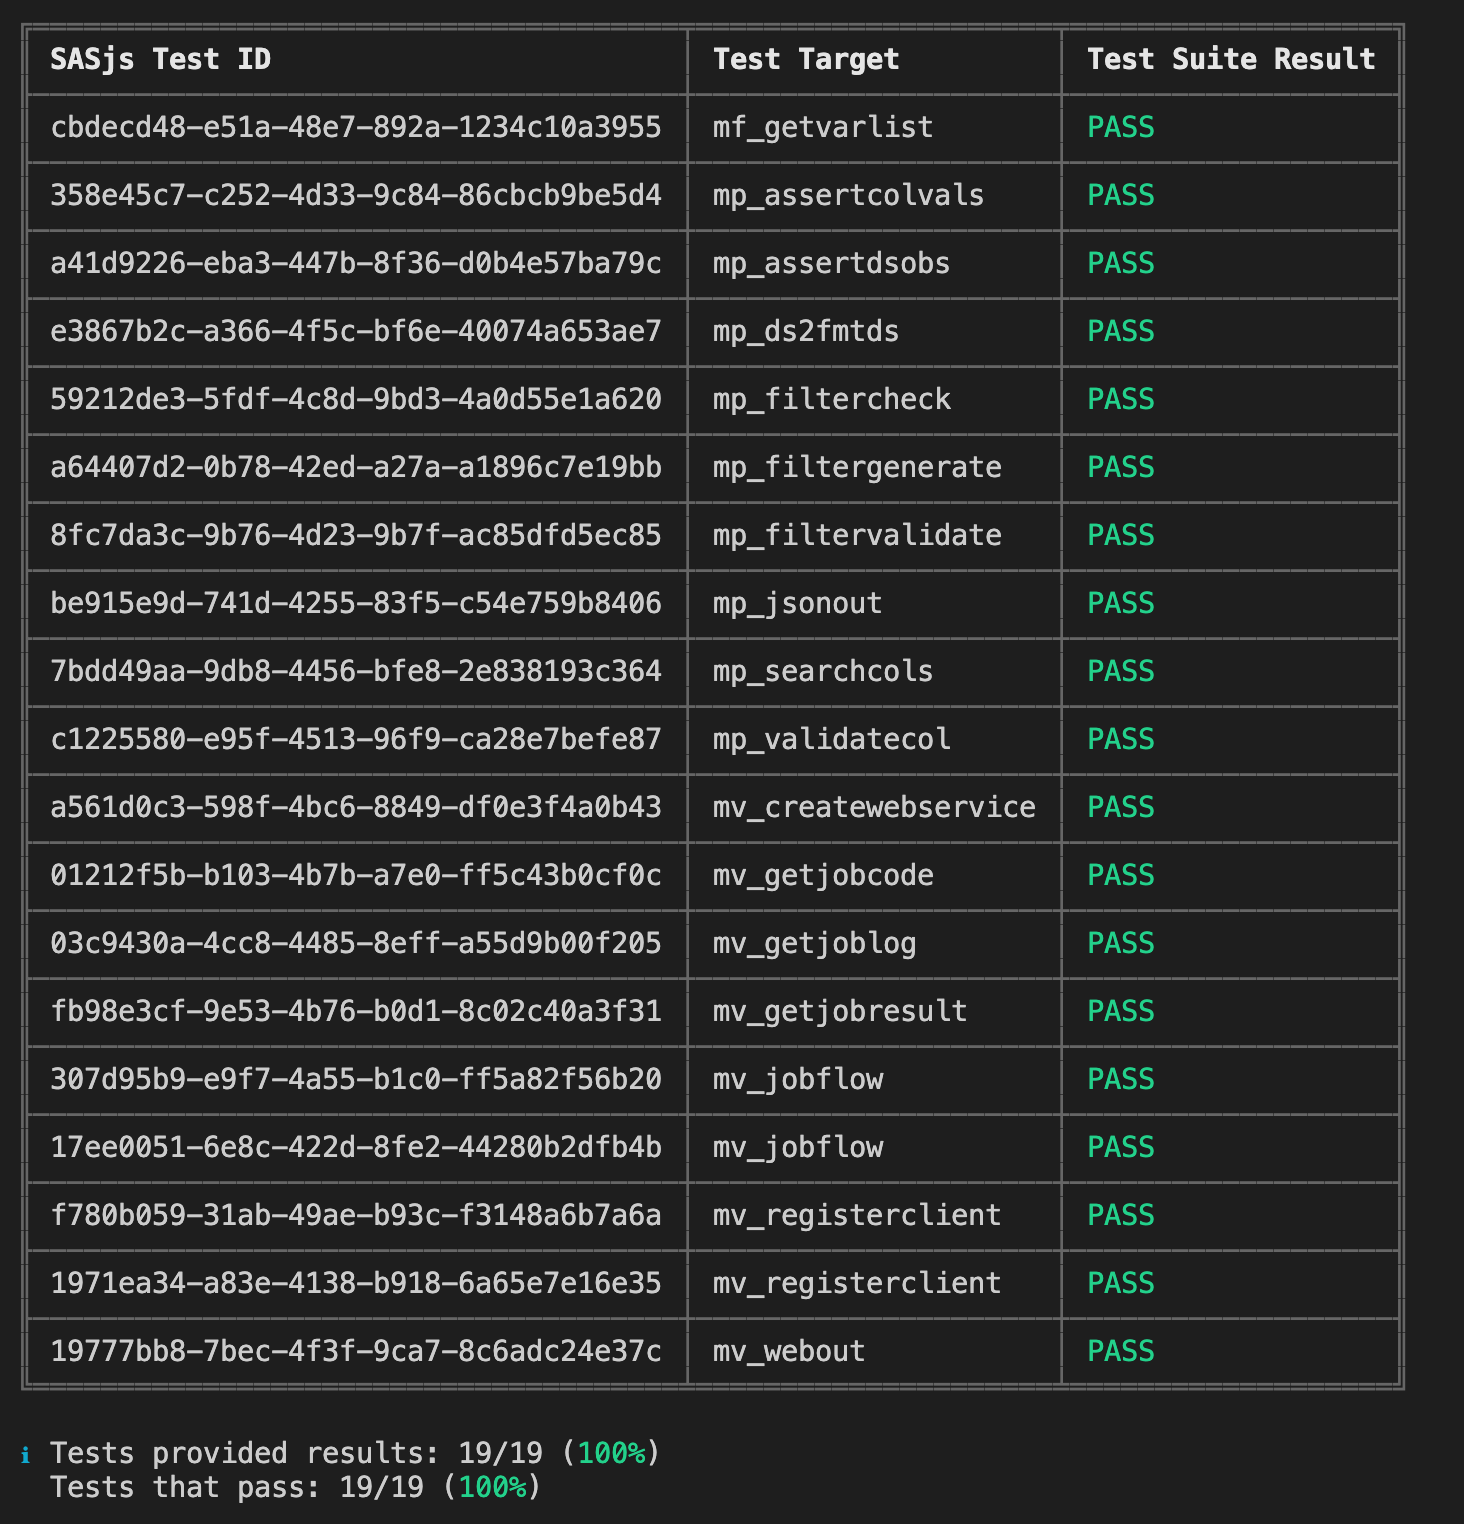 SASjs Test ID Test Target Test Suite Result
cbdecd48-e51a-48e7-892a-1234c10a3955 mf_getvarlist PASS
358e45c7-c252-4d33-9c84-86cbcb9be5d4 mp_assertcolvals PASS
a41d9226-eba3-447b-8f36-d0b4e57ba79c mp_assertdsobs PASS
e3867b2c-a366-4f5c-bf6e-40074a653ae7 mp_ds2fmtds PASS
59212de3-5fdf-4c8d-9bd3-4a0d55e1a620 mp_filtercheck PASS
a64407d2-0b78-42ed-a27a-a1896c7e19bb mp_filtergenerate PASS
8fc7da3c-9b76-4d23-9b7f-ac85dfd5ec85 mp_filtervalidate PASS
be915e9d-741d-4255-83f5-c54e759b8406 mp_jsonout PASS
7bdd49aa-9db8-4456-bfe8-2e838193c364 mp_searchcols PASS
c1225580-e95f-4513-96f9-ca28e7befe87 mp_validatecol PASS
a561d0c3-598f-4bc6-8849-df0e3f4a0b43 mv_createwebservice PASS
01212f5b-b103-4b7b-a7e0-ff5c43b0cf0c mv_getjobcode PASS
03c9430a-4cc8-4485-8eff-a55d9b00f205 mv_getjoblog PASS
fb98e3cf-9e53-4b76-b0d1-8c02c40a3f31 mv_getjobresult PASS
307d95b9-e9f7-4a55-b1c0-ff5a82f56b20 mv_jobflow PASS
17ee0051-6e8c-422d-8fe2-44280b2dfb4b mv_jobflow PASS
f780b059-31ab-49ae-b93c-f3148a6b7a6a mv_registerclient PASS
1971ea34-a83e-4138-b918-6a65e7e16e35 mv_registerclient PASS
19777bb8-7bec-4f3f-9ca7-8c6adc24e37c mv_webout PASS
ℹ Tests provided results: 19/19 (100%)
Tests that pass: 19/19 (100%)